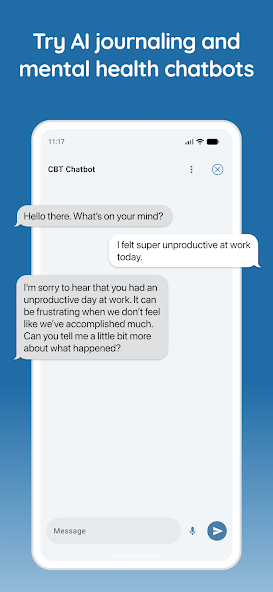 Try AI journaling and
mental health chatbots
11:17
CBT Chatbot
Hello there. What's on your mind?
I felt super unproductive at work
today.
I'm sorry to hear that you had an
unproductive day at work. It can
be frustrating when we don't feel
like we've accomplished much.
Can you tell me a little bit more
about what happened?
Message